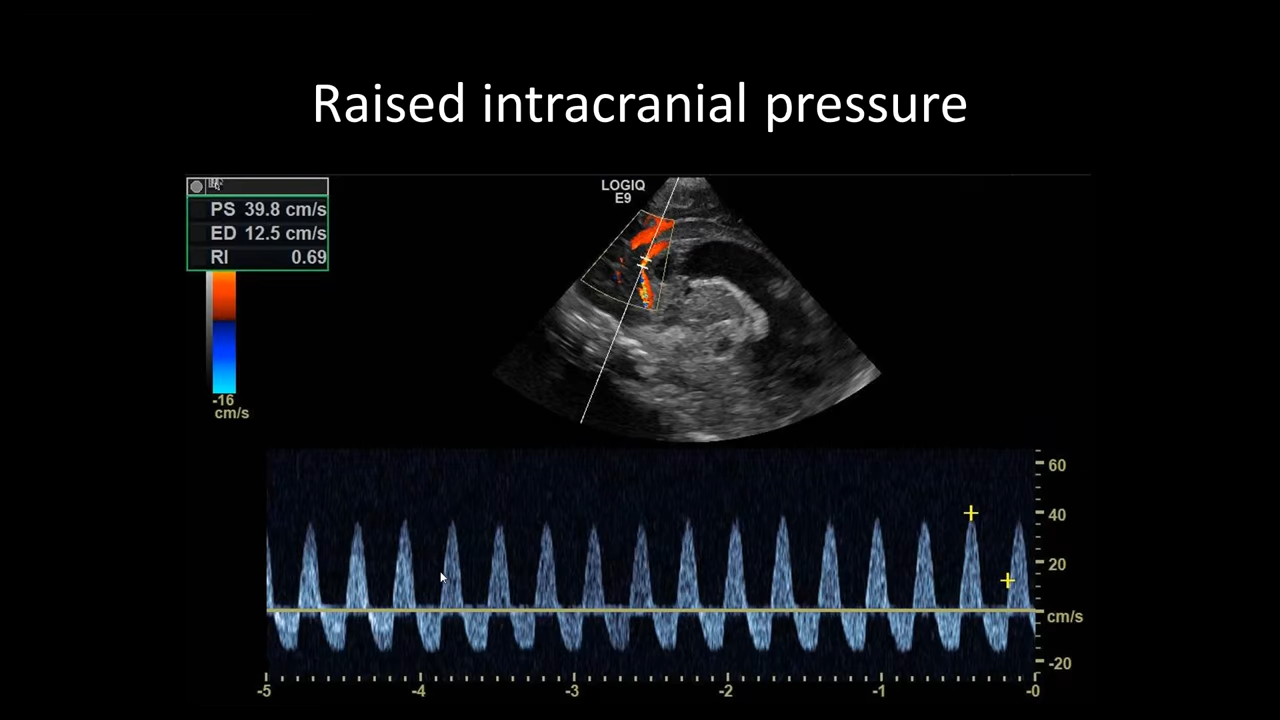 Raised intracranial pressure
LOGIQ
E9
PS 39.8 cm/s
ED 12.5 cm/s
RI 0.69
-16
cm/s
60
40
20
cm/s
-20
-5 -4 -3 -2 -1 -0